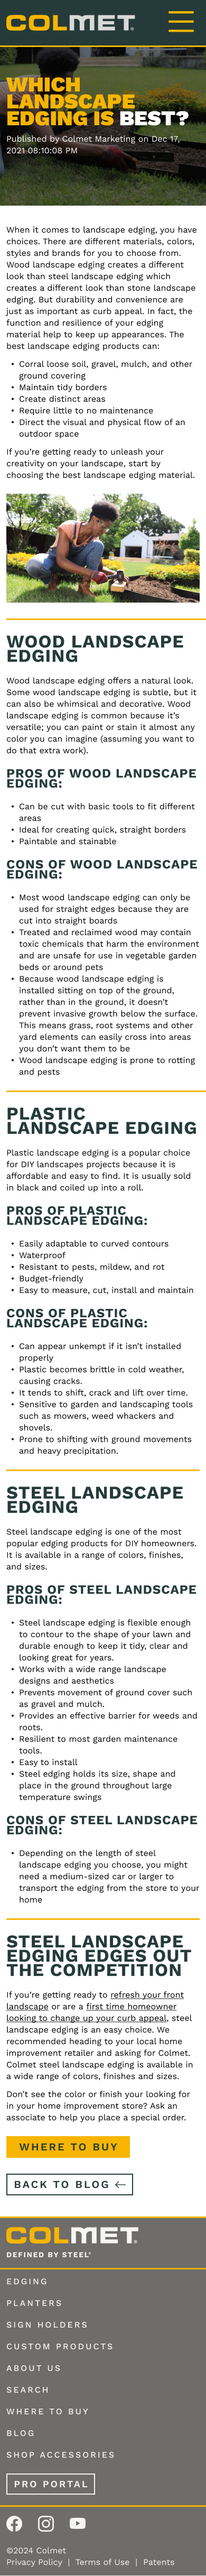 COLMET
WHICH
LANDSCAPE
EDGING IS BEST?
Published by Colmet Marketing on Dec 17,
2021 08:10:08 PM
When it comes to landscape edging, you have
choices. There are different materials, colors,
styles and brands for you to choose from.
Wood landscape edging creates a different
look than steel landscape edging which
creates a different look than stone landscape
edging. But durability and convenience are
just as important as curb appeal. In fact, the
function and resilience of your edging
material help to keep up appearances. The
best landscape edging products can:
• Corral loose soil, gravel, mulch, and other
ground covering
• Maintain tidy borders
• Create distinct areas
• Require little to no maintenance
• Direct the visual and physical flow of an
outdoor space
If you're getting ready to unleash your
creativity on your landscape, start by
choosing the best landscape edging material.
WOOD LANDSCAPE
EDGING
Wood landscape edging offers a natural look.
Some wood landscape edging is subtle, but it
can also be whimsical and decorative. Wood
landscape edging is common because it's
versatile; you can paint or stain it almost any
color you can imagine (assuming you want to
do that extra work).
PROS OF WOOD LANDSCAPE
EDGING:
• Can be cut with basic tools to fit different
areas
• Ideal for creating quick, straight borders
• Paintable and stainable
CONS OF WOOD LANDSCAPE
EDGING:
• Most wood landscape edging can only be
used for straight edges because they are
cut into straight boards
• Treated and reclaimed wood may contain
toxic chemicals that harm the environment
and are unsafe for use in vegetable garden
beds or around pets
• Because wood landscape edging is
installed sitting on top of the ground,
rather than in the ground, it doesn't
prevent invasive growth below the surface.
This means grass, root systems and other
yard elements can easily cross into areas
you don't want them to be
• Wood landscape edging is prone to rotting
and pests
PLASTIC
LANDSCAPE EDGING
Plastic landscape edging is a popular choice
for DIY landscapes projects because it is
affordable and easy to find. It is usually sold
in black and coiled up into a roll.
PROS OF PLASTIC
LANDSCAPE EDGING:
• Easily adaptable to curved contours
• Waterproof
• Resistant to pests, mildew, and rot
• Budget-friendly
• Easy to measure, cut, install and maintain
CONS OF PLASTIC
LANDSCAPE EDGING:
• Can appear unkempt if it isn't installed
properly
• Plastic becomes brittle in cold weather,
causing cracks.
• It tends to shift, crack and lift over time.
• Sensitive to garden and landscaping tools
such as mowers, weed whackers and
shovels.
• Prone to shifting with ground movements
and heavy precipitation.
STEEL LANDSCAPE
EDGING
Steel landscape edging is one of the most
popular edging products for DIY homeowners.
It is available in a range of colors, finishes,
and sizes.
PROS OF STEEL LANDSCAPE
EDGING:
• Steel landscape edging is flexible enough
to contour to the shape of your lawn and
durable enough to keep it tidy, clear and
looking great for years.
• Works with a wide range landscape
designs and aesthetics
• Prevents movement of ground cover such
as gravel and mulch.
• Provides an effective barrier for weeds and
roots.
• Resilient to most garden maintenance
tools.
• Easy to install
• Steel edging holds its size, shape and
place in the ground throughout large
temperature swings
CONS OF STEEL LANDSCAPE
EDGING:
• Depending on the length of steel
landscape edging you choose, you might
need a medium-sized car or larger to
transport the edging from the store to your
home
STEEL LANDSCAPE
EDGING EDGES OUT
THE COMPETITION
If you're getting ready to refresh your front
landscape or are a first time homeowner
looking to change up your curb appeal, steel
landscape edging is an easy choice. We
recommend heading to your local home
improvement retailer and asking for Colmet.
Colmet steel landscape edging is available in
a wide range of colors, finishes and sizes.
Don't see the color or finish your looking for
in your home improvement store? Ask an
associate to help you place a special order.
WHERE TO BUY
BACK TO BLOG ←
COLMET
DEFINED BY STEEL®
EDGING
PLANTERS
SIGN HOLDERS
CUSTOM PRODUCTS
ABOUT US
SEARCH
WHERE TO BUY
BLOG
SHOP ACCESSORIES
PRO PORTAL
©2024 Colmet
Privacy Policy | Terms of Use | Patents